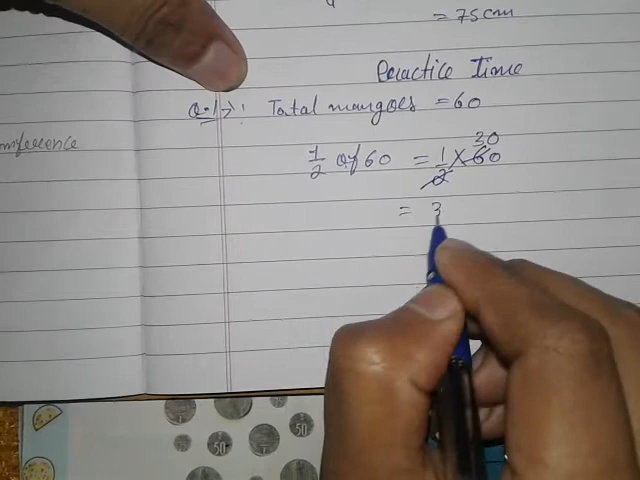 = 75cm
Practice Time
Q.1 → Total mangoes = 60
mference
30
1/2 of 60 = 1/2 × 60
= 3
50
50